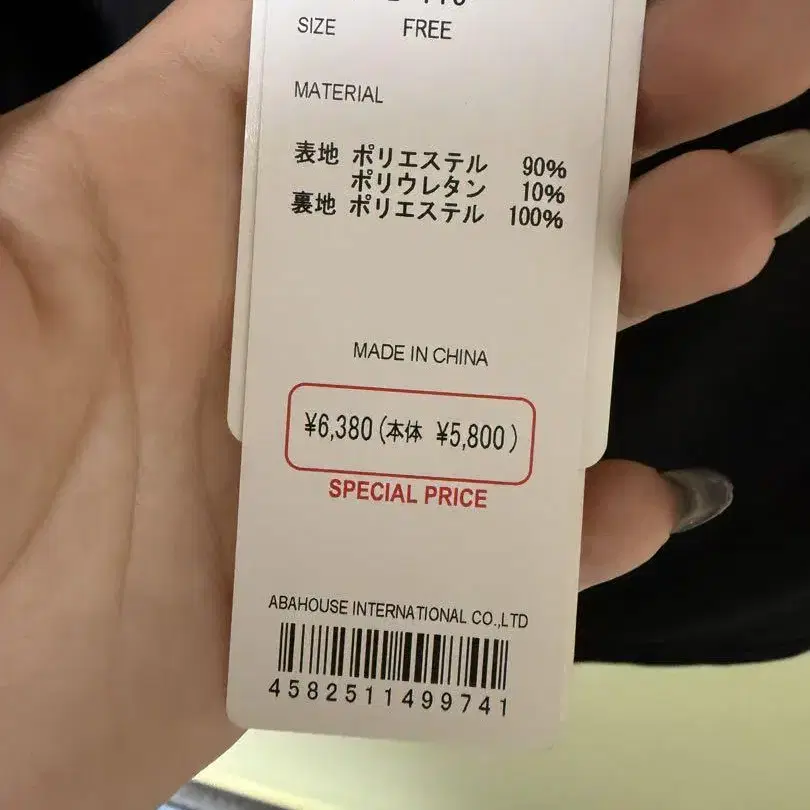 SIZE FREE
MATERIAL
表地 ポリエステル 90%
ポリウレタン 10%
裏地 ポリエステル 100%
MADE IN CHINA
¥6,380(本体 ¥5,800)
SPECIAL PRICE
ABAHOUSE INTERNATIONAL CO.,LTD
4582511499741